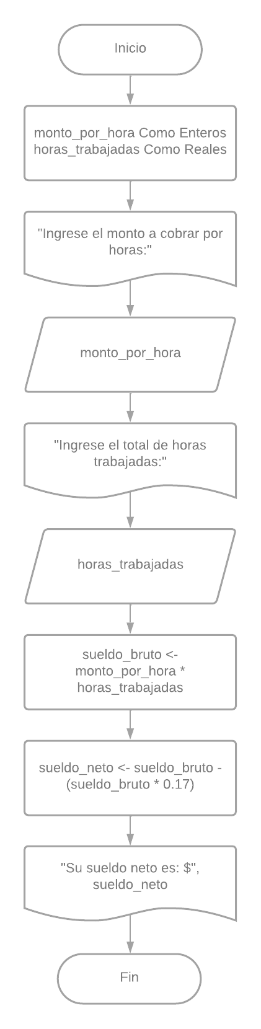 Inicio
monto_por_hora Como Enteros
horas_trabajadas Como Reales
"Ingrese el monto a cobrar por
horas:"
monto_por_hora
"Ingrese el total de horas
trabajadas:"
horas_trabajadas
sueldo_bruto <-
monto_por_hora *
horas_trabajadas
sueldo_neto <- sueldo_bruto -
(sueldo_bruto * 0.17)
"Su sueldo neto es: $",
sueldo_neto
Fin